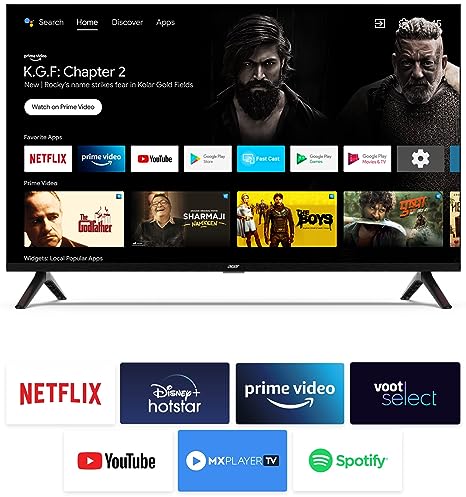 Search Home Discover Apps
prime video
K.G.F: Chapter 2
New | Rocky's name strikes fear in Kolar Gold Fields
Watch on Prime Video
Favorite Apps
NETFLIX prime video YouTube Google Play Store Fast Cast Google Play Games Google Play Movies & TV
Prime Video
The Godfather
SHARMAJI NAMKEEN
THE BOYS
Widgets: Local Popular Apps
acer
NETFLIX
Disney+ hotstar
prime video
voot select
YouTube
MXPLAYER TV
Spotify